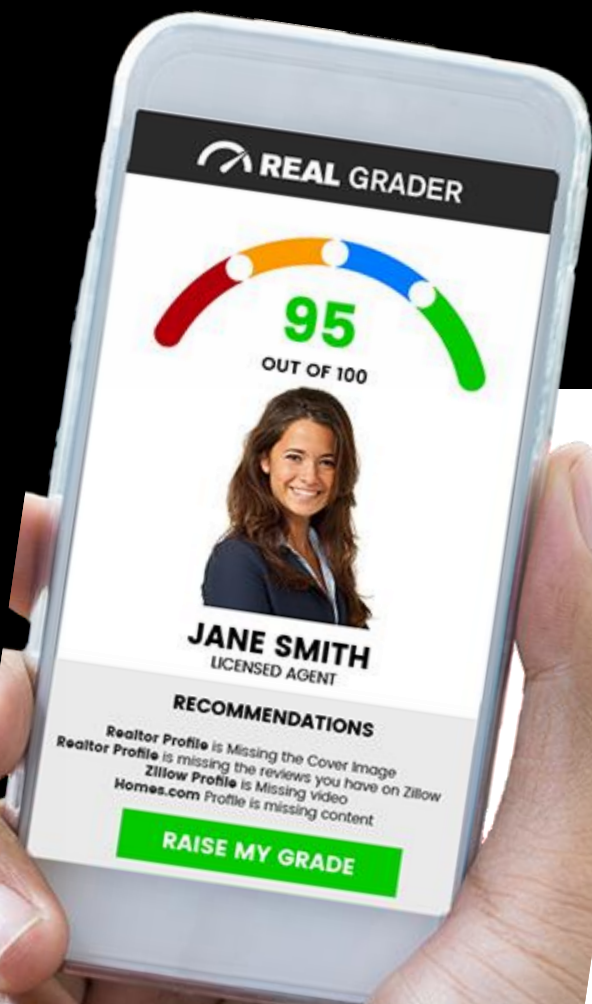 REAL GRADER
95
OUT OF 100
JANE SMITH
LICENSED AGENT
RECOMMENDATIONS
Realtor Profile is Missing the Cover Image
Realtor Profile is missing the reviews you have on Zillow
Zillow Profile is Missing video
Homes.com Profile is missing content
RAISE MY GRADE